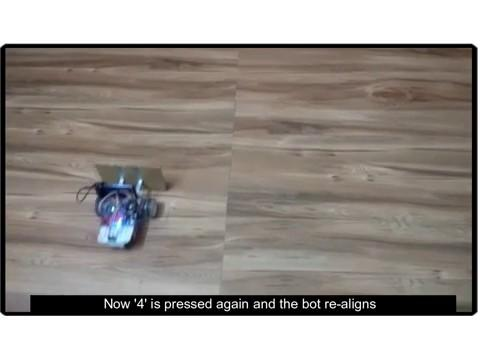 Now '4' is pressed again and the bot re-aligns